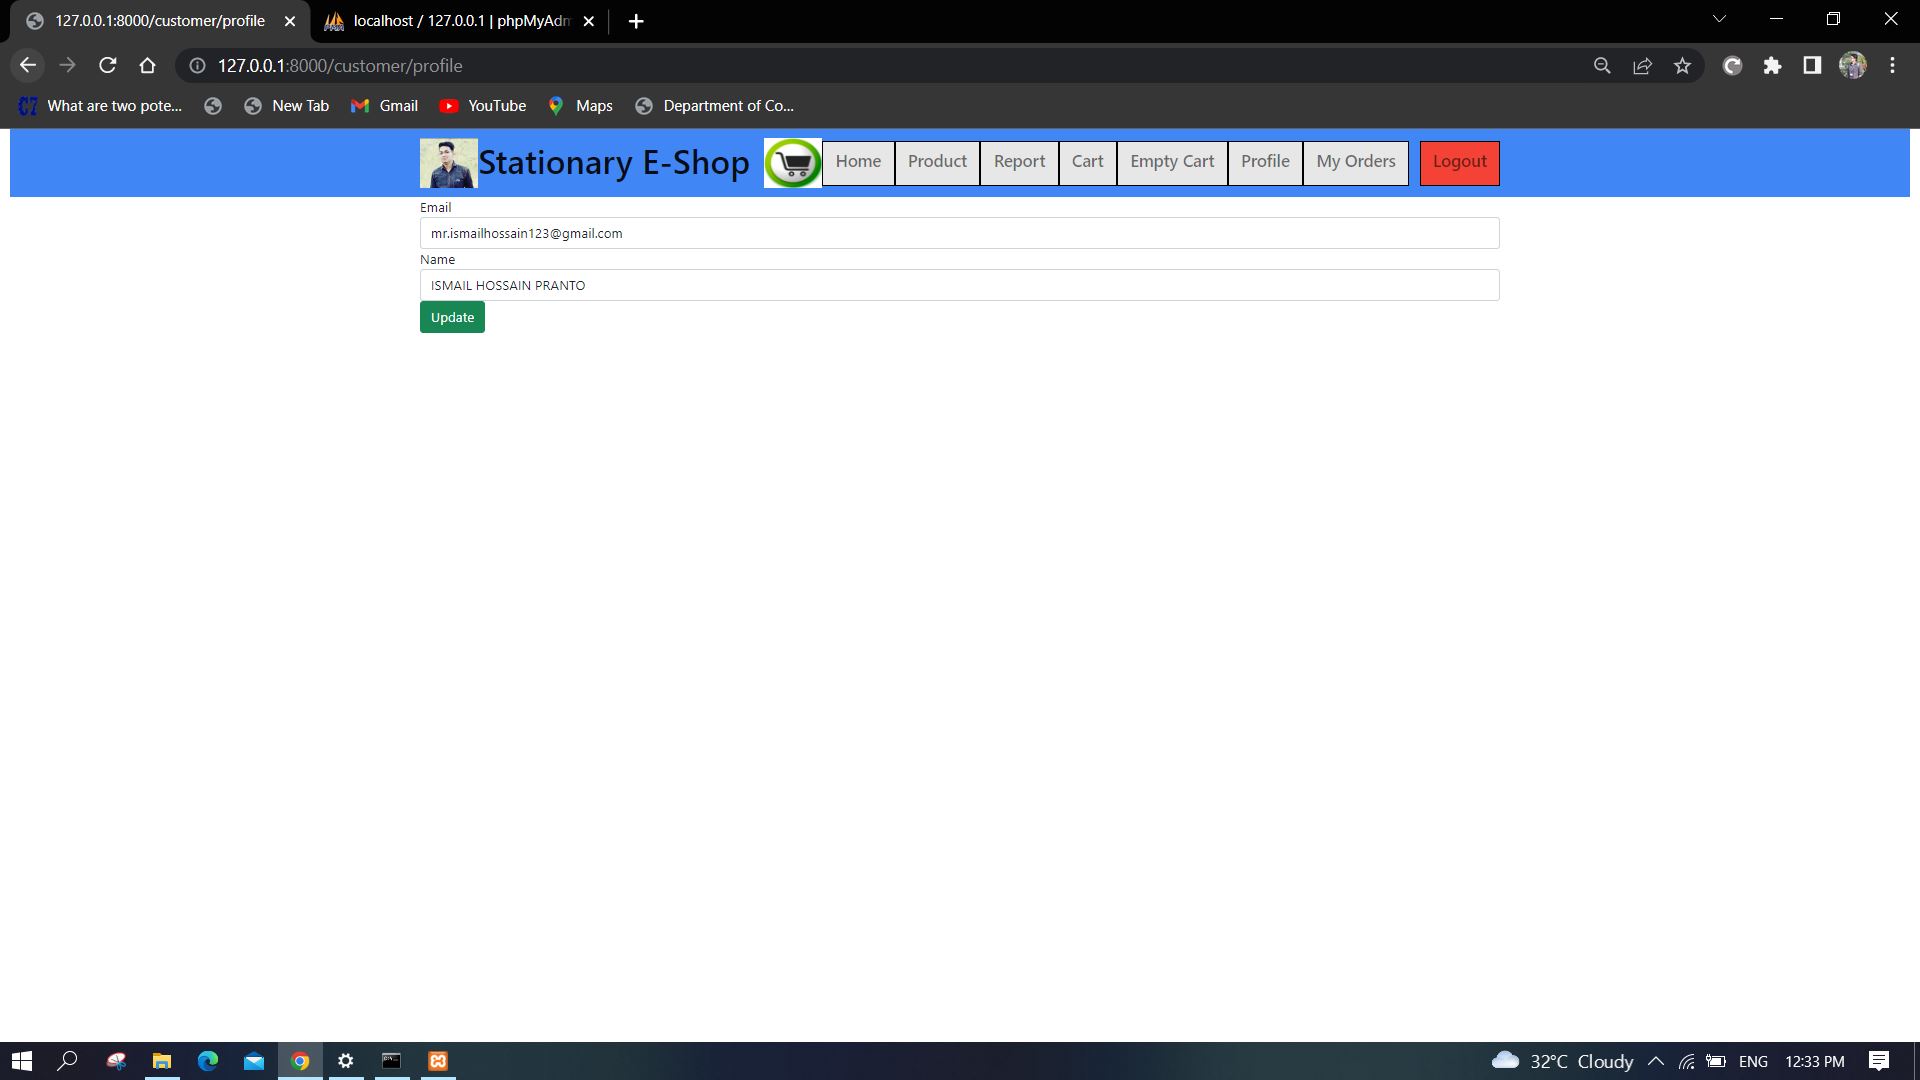 127.0.0.1:8000/customer/profile
localhost / 127.0.0.1 | phpMyAdm
127.0.0.1:8000/customer/profile
What are two pote...
New Tab
Gmail
YouTube
Maps
Department of Co...
Stationary E-Shop
Home
Product
Report
Cart
Empty Cart
Profile
My Orders
Logout
Email
mr.ismailhossain123@gmail.com
Name
ISMAIL HOSSAIN PRANTO
Update
32°C Cloudy
ENG
12:33 PM